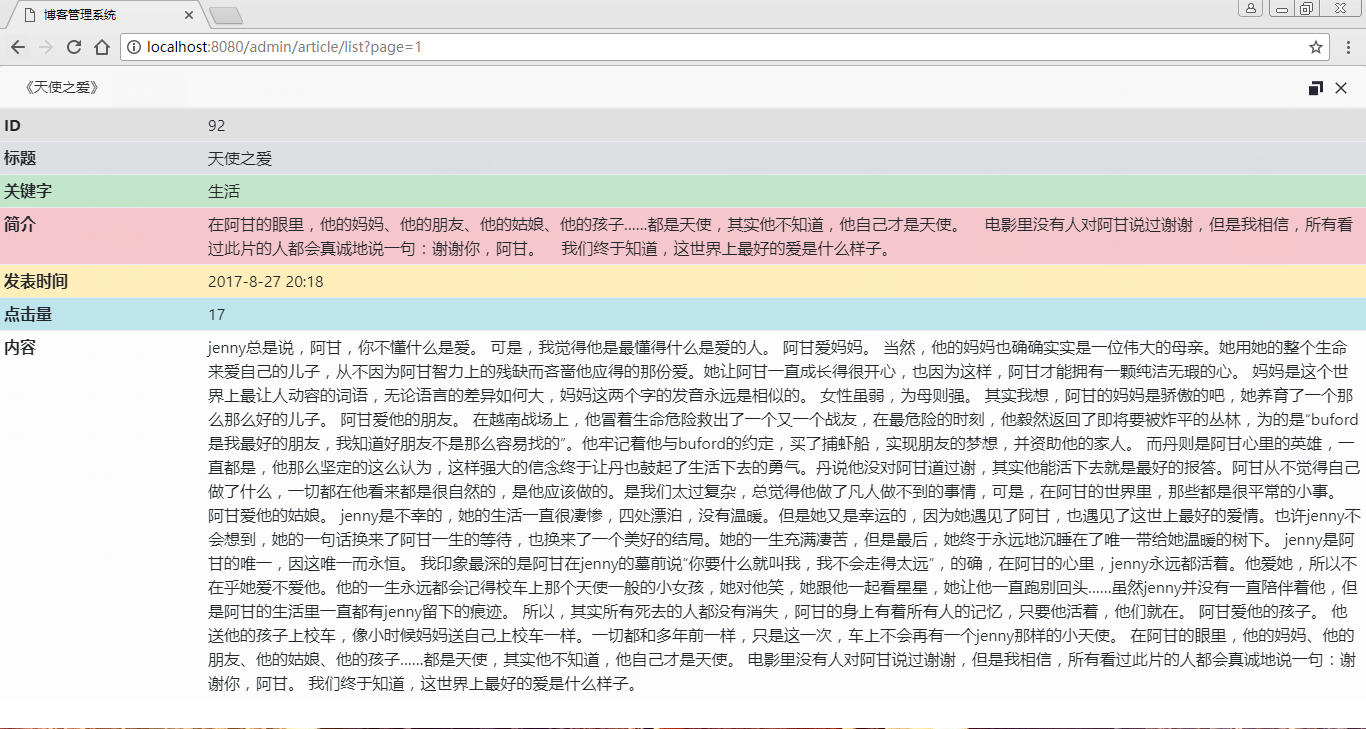 博客管理系统
localhost:8080/admin/article/list?page=1
《天使之爱》
ID 92
标题 天使之爱
关键字 生活
简介 在阿甘的眼里，他的妈妈、他的朋友、他的姑娘、他的孩子......都是天使，其实他不知道，他自己才是天使。 电影里没有人对阿甘说过谢谢，但是我相信，所有看
过此片的人都会真诚地说一句：谢谢你，阿甘。 我们终于知道，这世界上最好的爱是什么样子。
发表时间 2017-8-27 20:18
点击量 17
内容 jenny总是说，阿甘，你不懂什么是爱。 可是，我觉得他是最懂得什么是爱的人。 阿甘爱妈妈。 当然，他的妈妈也确确实实是一位伟大的母亲。她用她的整个生命
来爱自己的儿子，从不因为阿甘智力上的残缺而吝啬他应得的那份爱。她让阿甘一直成长得很开心，也因为这样，阿甘才能拥有一颗纯洁无瑕的心。 妈妈是这个世
界上最让人动容的词语，无论语言的差异如何大，妈妈这两个字的发音永远是相似的。 女性虽弱，为母则强。 其实我想，阿甘的妈妈是骄傲的吧，她养育了一个那
么那么好的儿子。 阿甘爱他的朋友。 在越南战场上，他冒着生命危险救出了一个又一个战友，在最危险的时刻，他毅然返回了即将要被炸平的丛林，为的是“buford
是我最好的朋友，我知道好朋友不是那么容易找的”。他牢记着他与buford的约定，买了捕虾船，实现朋友的梦想，并资助他的家人。 而丹则是阿甘心里的英雄，一
直都是，他那么坚定的这么认为，这样强大的信念终于让丹也鼓起了生活下去的勇气。丹说他没对阿甘道过谢，其实他能活下去就是最好的报答。阿甘从不觉得自己
做了什么，一切都在他看来都是很自然的，是他应该做的。是我们太过复杂，总觉得他做了凡人做不到的事情，可是，在阿甘的世界里，那些都是很平常的小事。
阿甘爱他的姑娘。 jenny是不幸的，她的生活一直很凄惨，四处漂泊，没有温暖。但是她又是幸运的，因为她遇见了阿甘，也遇见了这世上最好的爱情。也许jenny不
会想到，她的一句话换来了阿甘一生的等待，也换来了一个美好的结局。她的一生充满凄苦，但是最后，她终于永远地沉睡在了唯一带给她温暖的树下。 jenny是阿
甘的唯一，因这唯一而永恒。 我印象最深的是阿甘在jenny的墓前说“你要什么就叫我，我不会走得太远”，的确，在阿甘的心里，jenny永远都活着。他爱她，所以不
在乎她爱不爱他。他的一生永远都会记得校车上那个天使一般的小女孩，她对他笑，她跟他一起看星星，她让他一直跑别回头......虽然jenny并没有一直陪伴着他，但
是阿甘的生活里一直都有jenny留下的痕迹。 所以，其实所有死去的人都没有消失，阿甘的身上有着所有人的记忆，只要他活着，他们就在。 阿甘爱他的孩子。 他
送他的孩子上校车，像小时候妈妈送自己上校车一样。一切都和多年前一样，只是这一次，车上不会再有一个jenny那样的小天使。 在阿甘的眼里，他的妈妈、他的
朋友、他的姑娘、他的孩子......都是天使，其实他不知道，他自己才是天使。 电影里没有人对阿甘说过谢谢，但是我相信，所有看过此片的人都会真诚地说一句：谢
谢你，阿甘。 我们终于知道，这世界上最好的爱是什么样子。